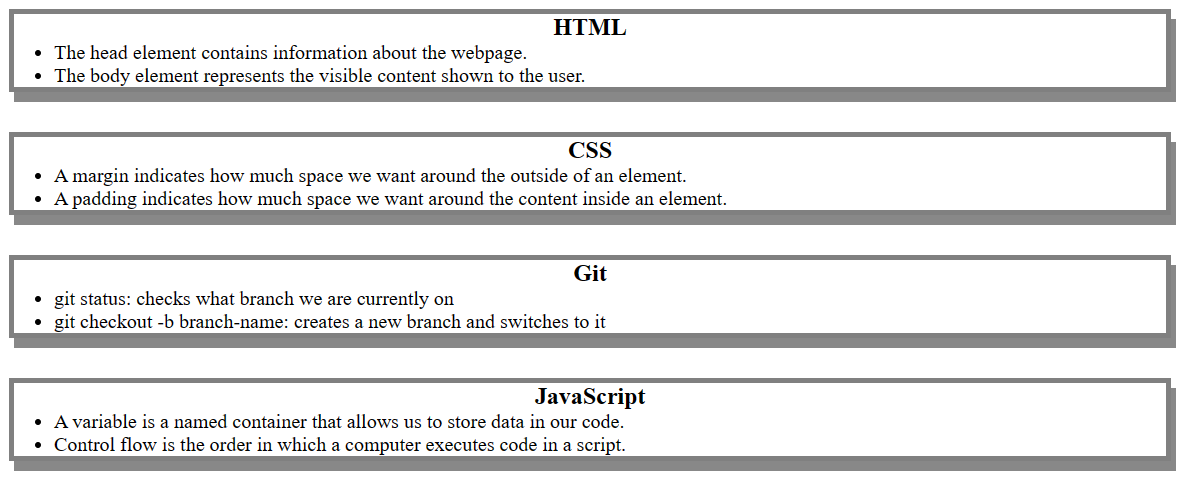 HTML
• The head element contains information about the webpage.
• The body element represents the visible content shown to the user.
CSS
• A margin indicates how much space we want around the outside of an element.
• A padding indicates how much space we want around the content inside an element.
Git
• git status: checks what branch we are currently on
• git checkout -b branch-name: creates a new branch and switches to it
JavaScript
• A variable is a named container that allows us to store data in our code.
• Control flow is the order in which a computer executes code in a script.